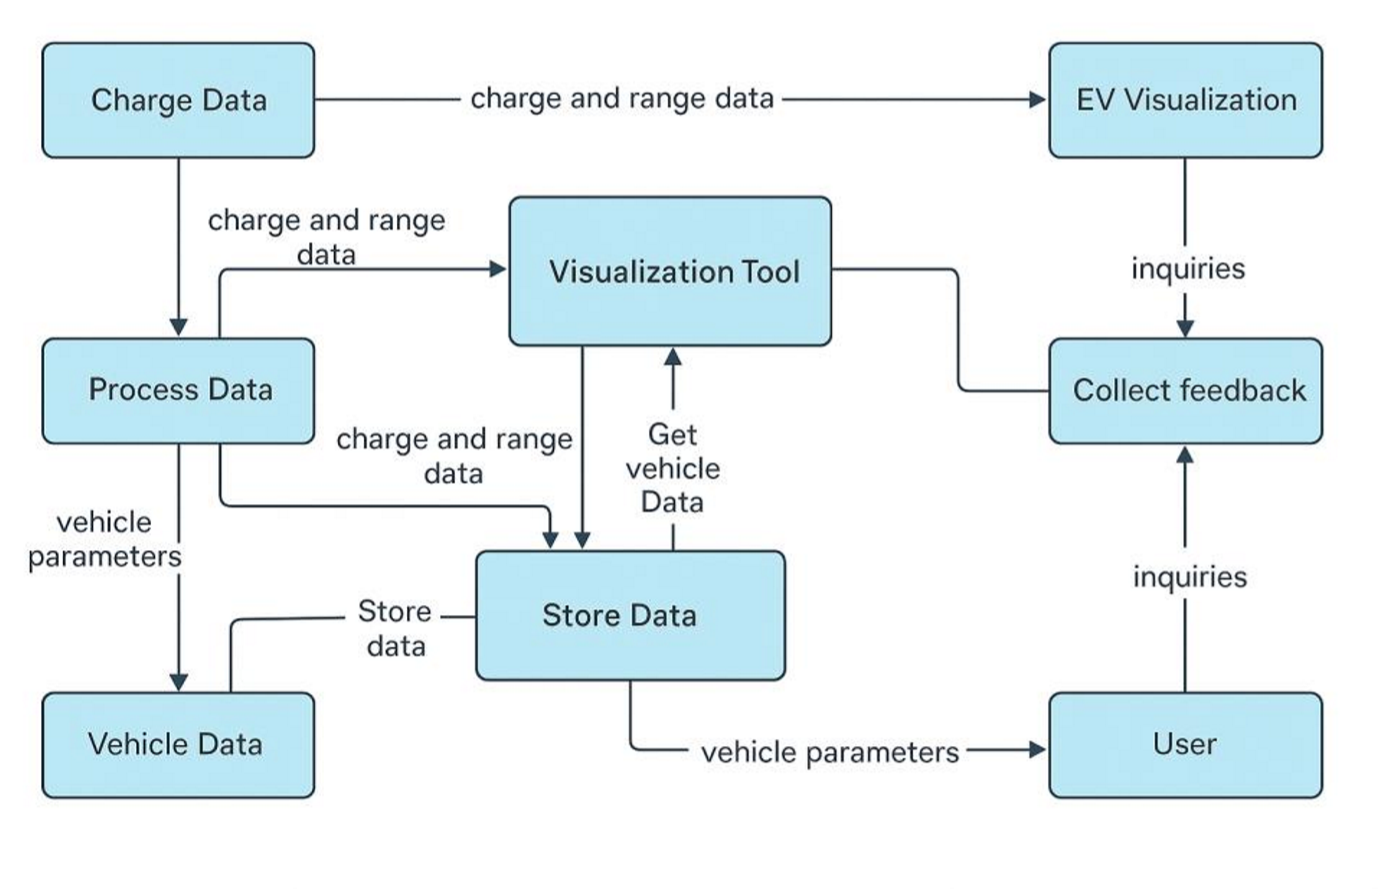 Charge Data
charge and range data
EV Visualization
charge and range
data
Visualization Tool
inquiries
Process Data
Collect feedback
charge and range
data
Get
vehicle
Data
vehicle
parameters
inquiries
Store
data
Store Data
Vehicle Data
vehicle parameters
User